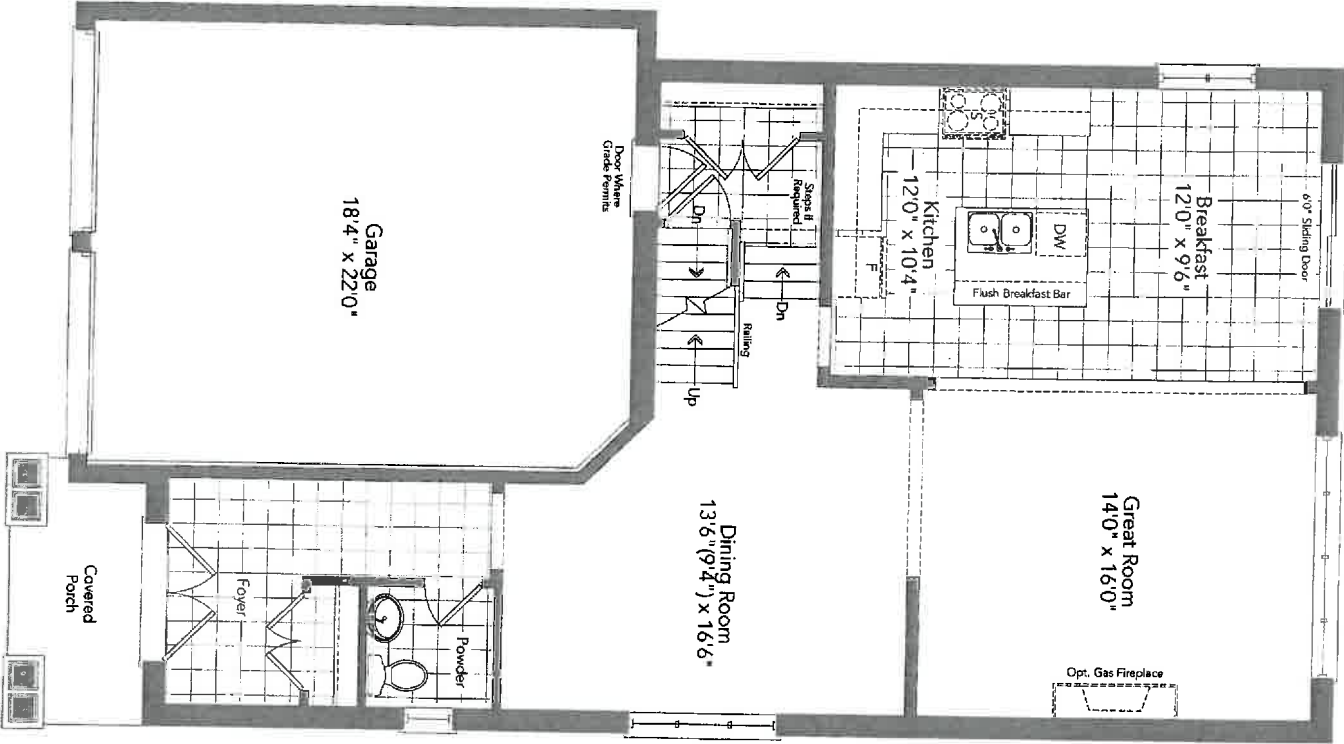 Garage
18'4" x 22'0"
Door Where
Grade Permits
Steps If
Required
Dn
Dn
Railing
Up
S
Kitchen
12'0" x 10'4"
F
DW
Flush Breakfast Bar
Breakfast
12'0" x 9'6"
6'0" Sliding Door
Great Room
14'0" x 16'0"
Opt. Gas Fireplace
Dining Room
13'6"(9'4") x 16'6"
Powder
Foyer
Covered
Porch